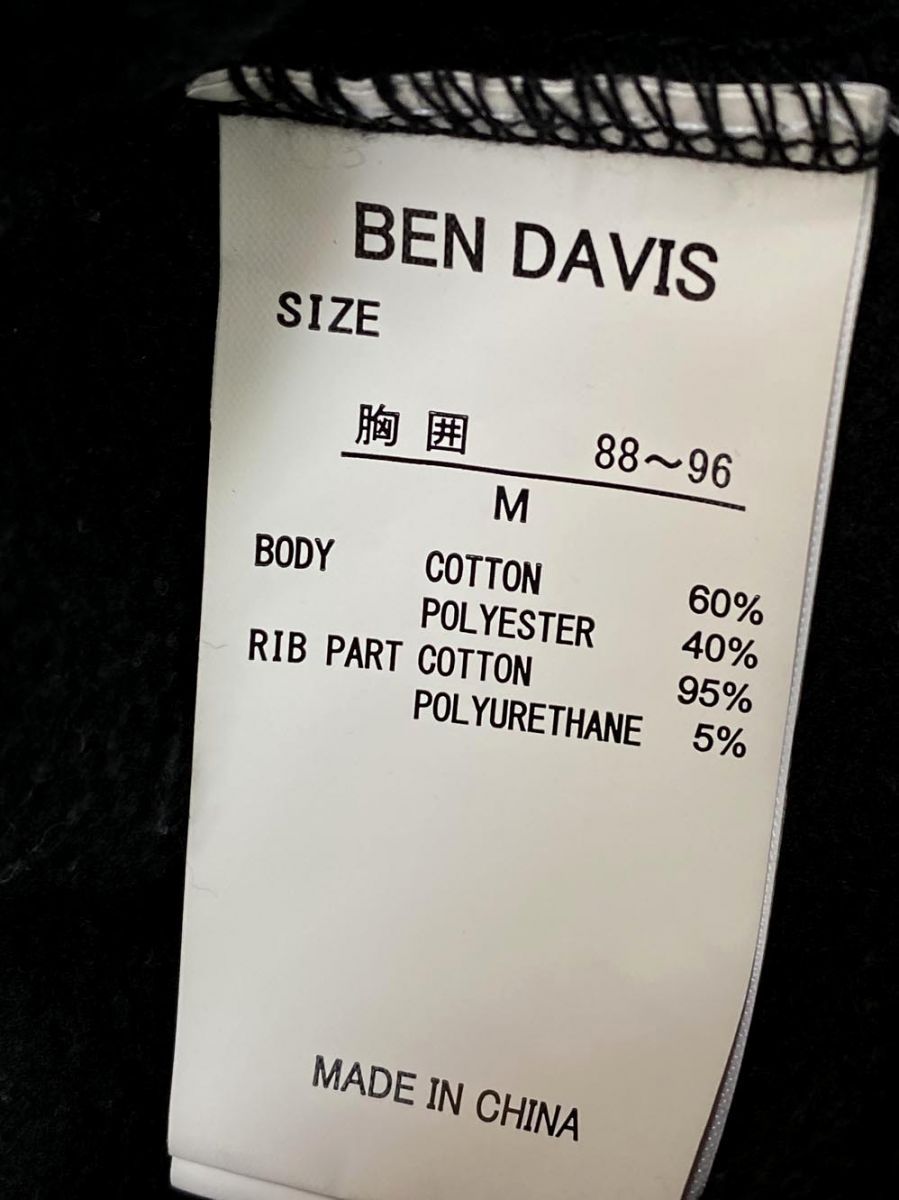 BEN DAVIS
SIZE
胸囲 88～96
M
BODY COTTON 60%
POLYESTER 40%
RIB PART COTTON 95%
POLYURETHANE 5%
MADE IN CHINA